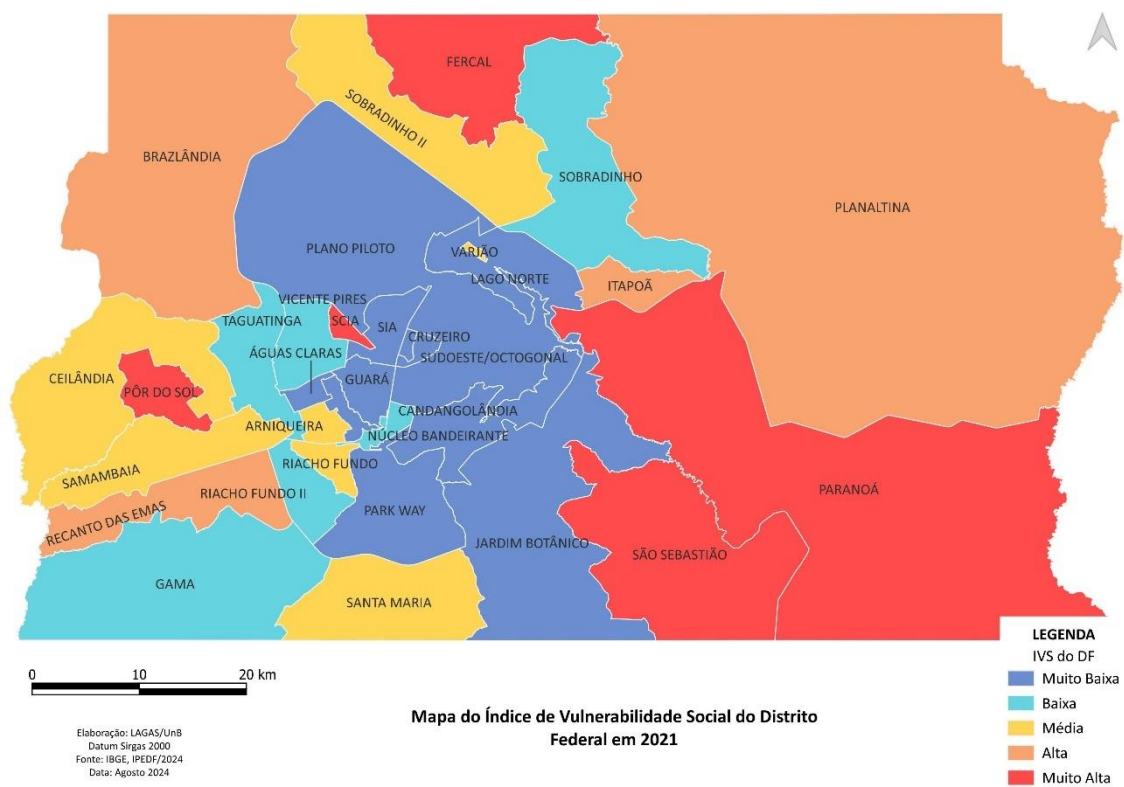 FERCAL
SOBRADINHO II
BRAZLÂNDIA
SOBRADINHO
PLANALTINA
PLANO PILOTO
VARJÃO
LAGO NORTE
ITAPOÃ
VICENTE PIRES
TAGUATINGA
SCIA
SIA
CRUZEIRO
ÁGUAS CLARAS
SUDOESTE/OCTOGONAL
CEILÂNDIA
GUARÁ
PÔR DO SOL
CANDANGOLÂNDIA
ARNIQUEIRA
NÚCLEO BANDEIRANTE
RIACHO FUNDO
SAMAMBAIA
RIACHO FUNDO II
PARANOÁ
RECANTO DAS EMAS
PARK WAY
JARDIM BOTÂNICO
SÃO SEBASTIÃO
GAMA
SANTA MARIA
LEGENDA
IVS do DF
Muito Baixa
Baixa
Média
Alta
Muito Alta
0 10 20 km
Mapa do Índice de Vulnerabilidade Social do Distrito
Federal em 2021
Elaboração: LAGAS/UnB
Datum Sirgas 2000
Fonte: IBGE, IPEDF/2024
Data: Agosto 2024